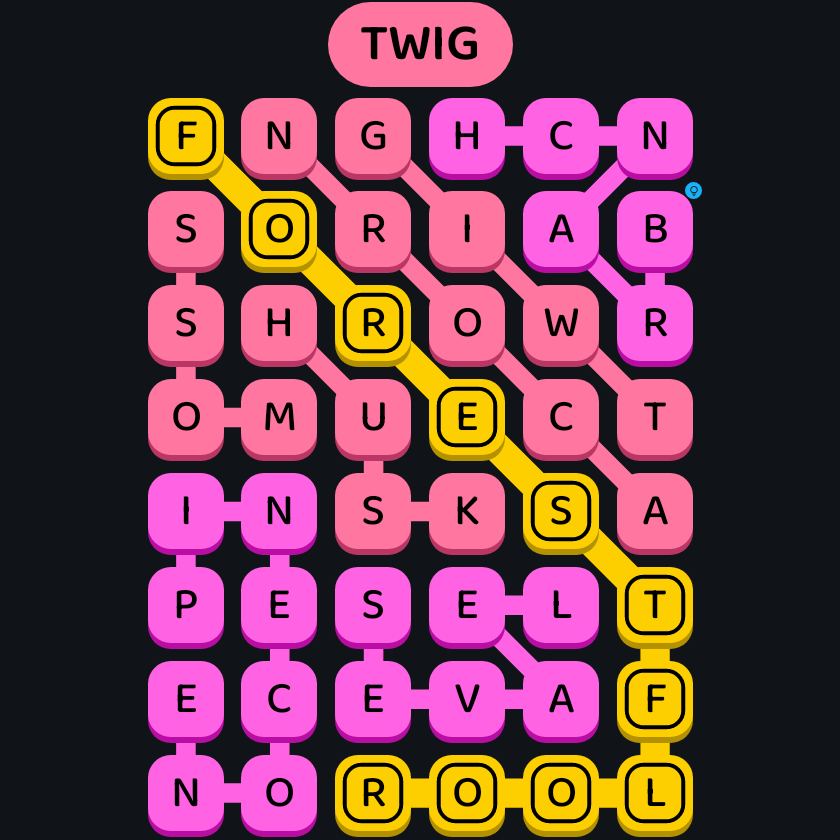 TWIG
F N G H C N
S O R I A B
S H R O W R
O M U E C T
I N S K S A
P E S E L T
E C E V A F
N O R O O L